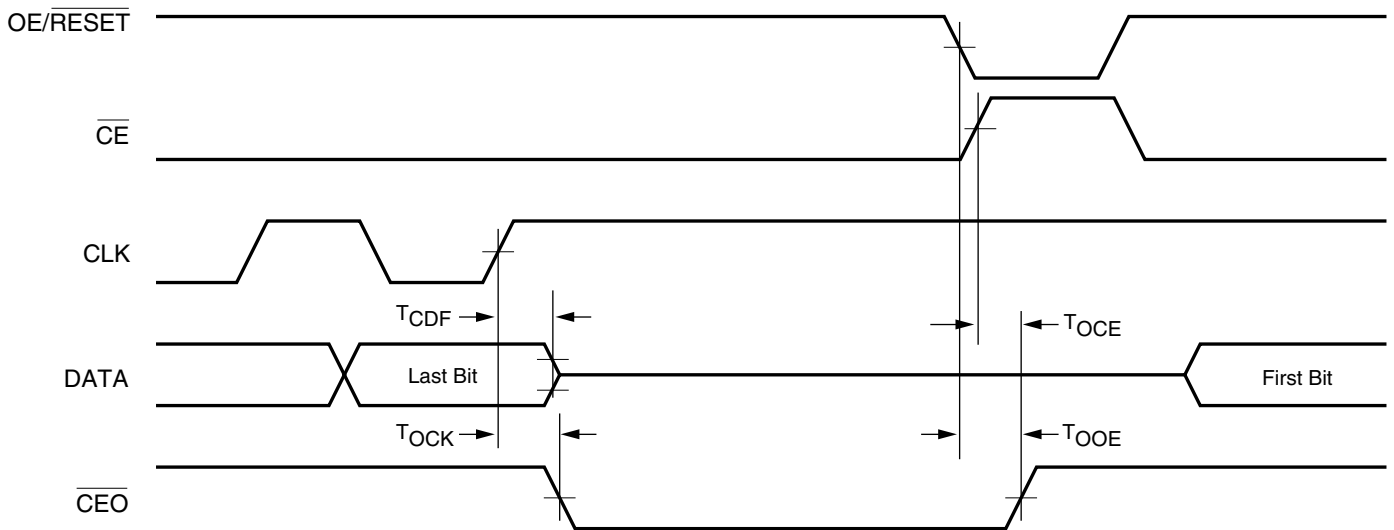 OE/RESET
CE
CLK
TCDF
TOCE
DATA
Last Bit
First Bit
TOCK
TOOE
CEO